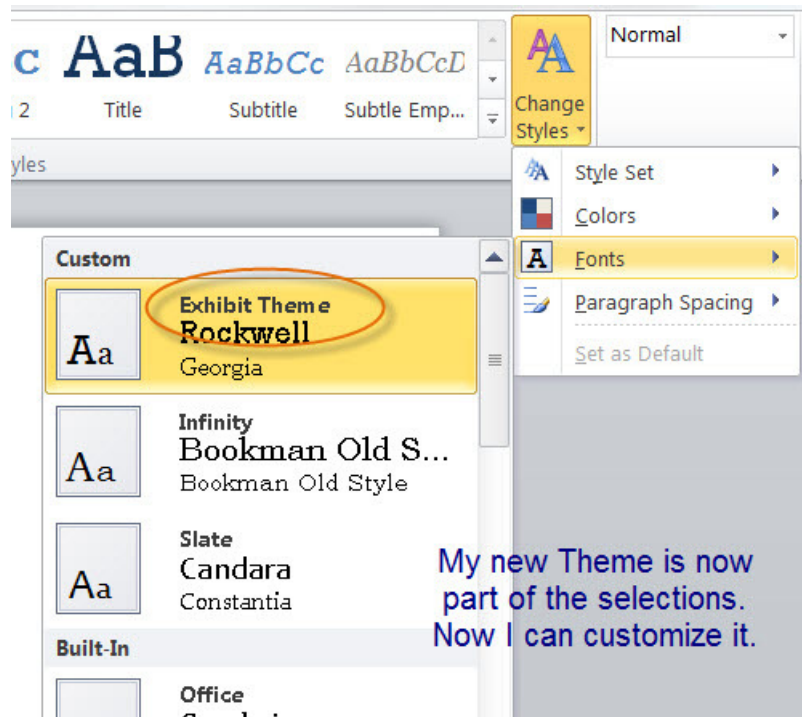 C AaB AaBbCc AaBbCcD
2 Title Subtitle Subtle Emp...
Change
Styles
Normal
yles
Style Set
Colors
Fonts
Paragraph Spacing
Set as Default
Custom
Aa
Exhibit Theme
Rockwell
Georgia
Aa
Infinity
Bookman Old S...
Bookman Old Style
Aa
Slate
Candara
Constantia
Built-In
Office
My new Theme is now
part of the selections.
Now I can customize it.